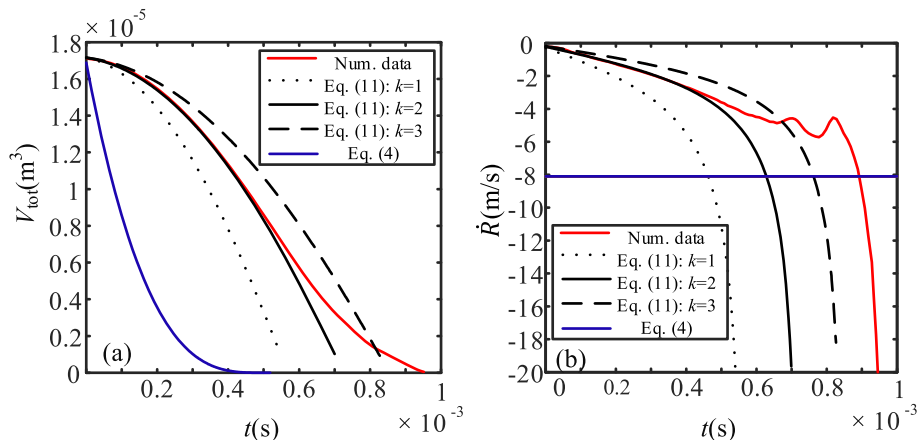 × 10⁻⁵
1.8
1.6
1.4
1.2
1
0.8
0.6
0.4
0.2
0
V_tot(m³)
Num. data
Eq. (11): k=1
Eq. (11): k=2
Eq. (11): k=3
Eq. (4)
(a)
0.2 0.4 0.6 0.8 1
× 10⁻³
t(s)
0
-2
-4
-6
-8
-10
-12
-14
-16
-18
-20
Ṙ(m/s)
Num. data
Eq. (11): k=1
Eq. (11): k=2
Eq. (11): k=3
Eq. (4)
(b)
0 0.2 0.4 0.6 0.8 1
× 10⁻³
t(s)